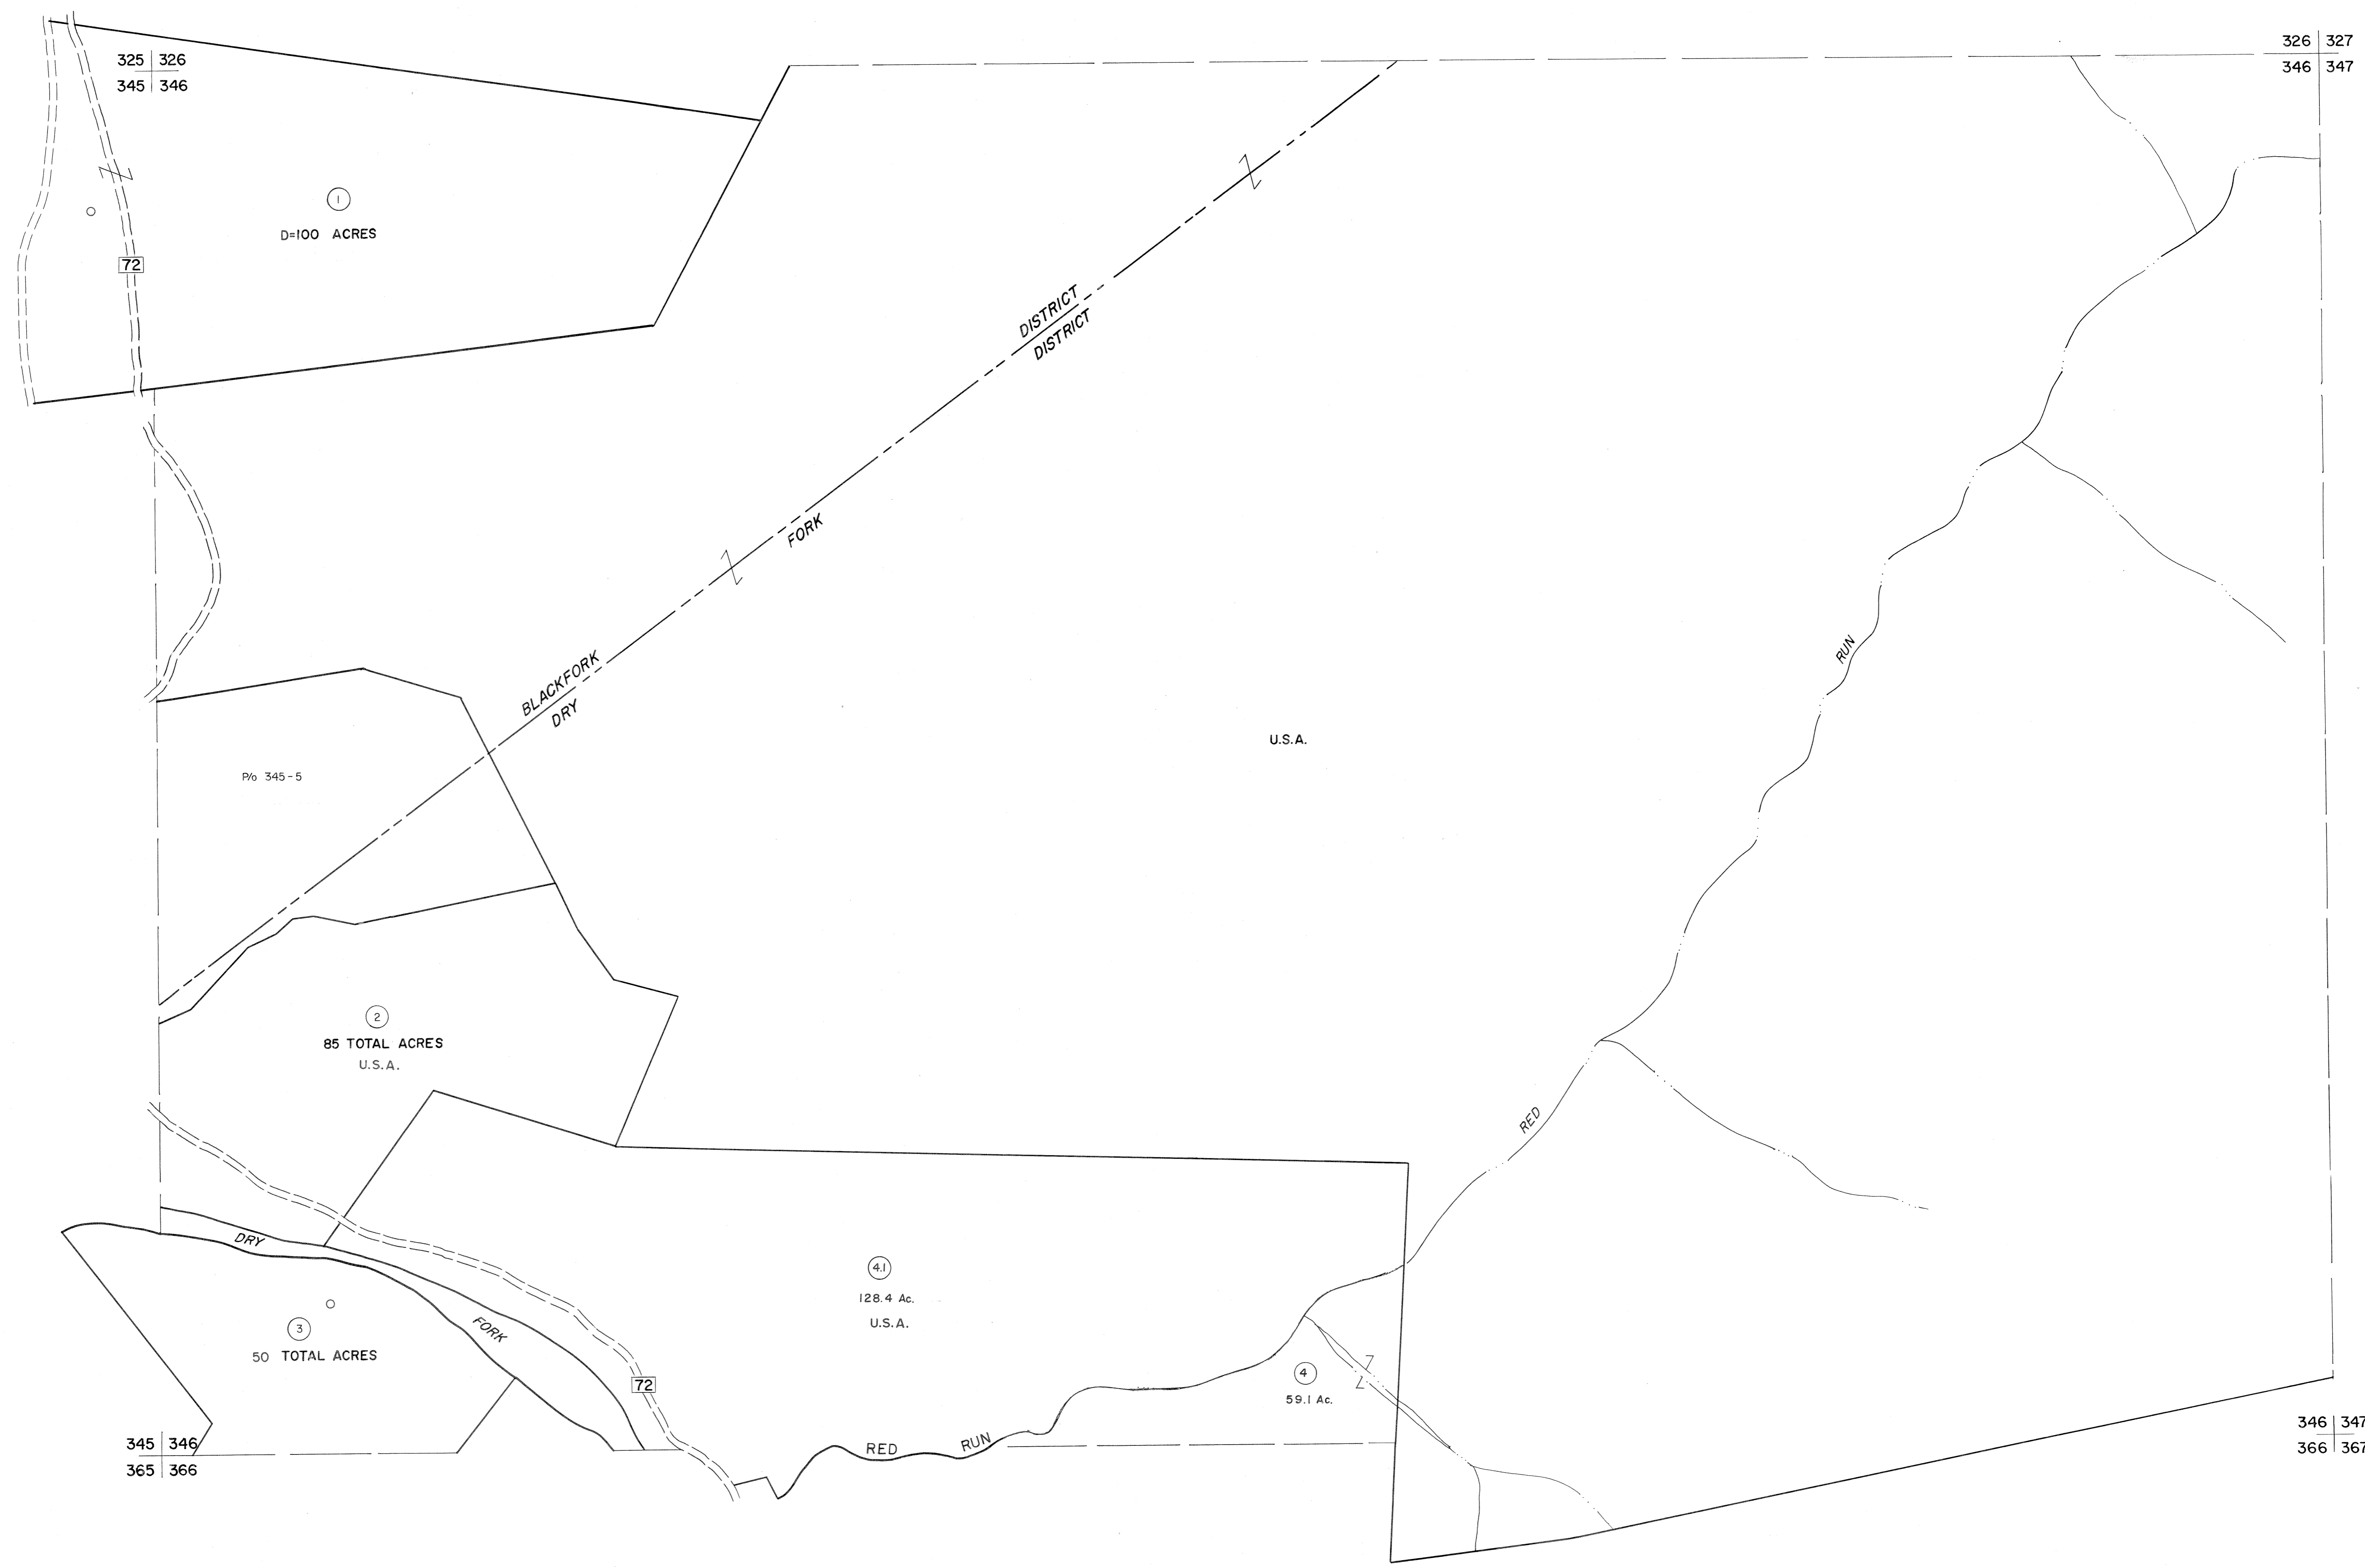 325 326
345 346
326 327
346 347
1
D=100 ACRES
72
DISTRICT
DISTRICT
FORK
BLACKFORK
DRY
RUN
U.S.A.
P/o 345-5
2
85 TOTAL ACRES
U.S.A.
RED
DRY
FORK
4.1
128.4 Ac.
U.S.A.
3
50 TOTAL ACRES
72
4
59.1 Ac.
RED RUN
345 346
365 366
346 347
366 367